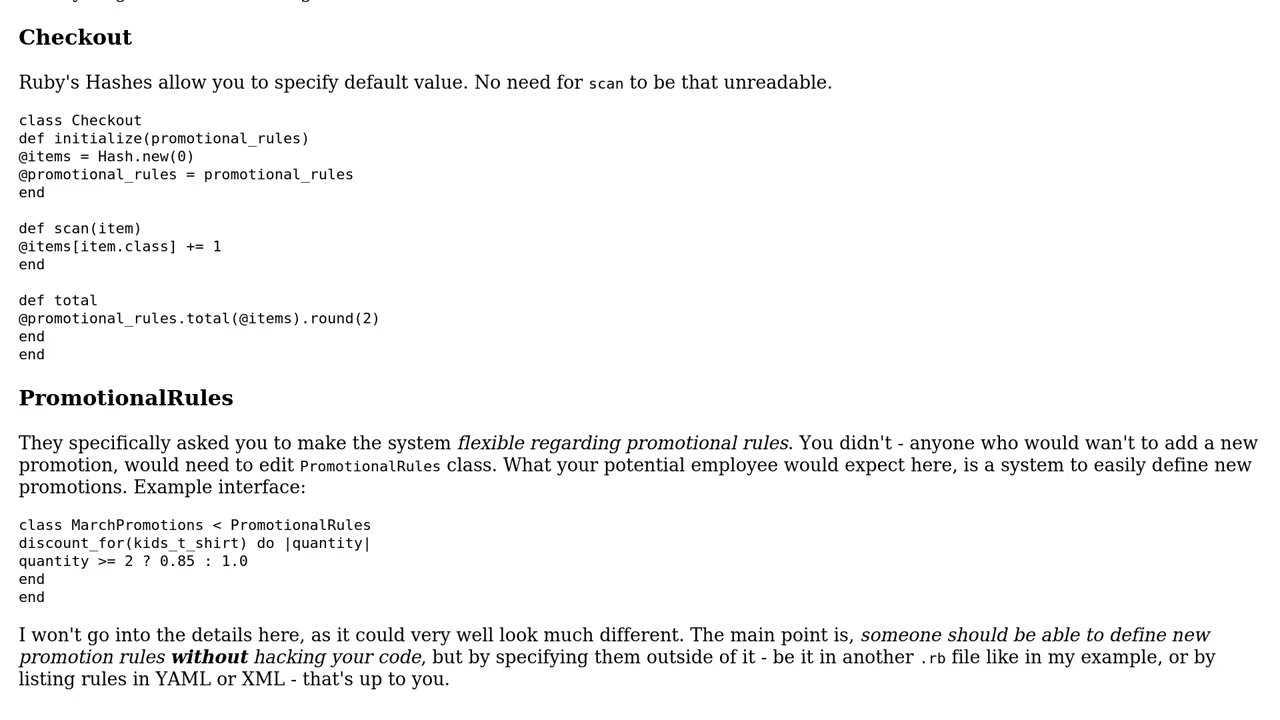 Checkout
Ruby's Hashes allow you to specify default value. No need for scan to be that unreadable.
class Checkout
def initialize(promotional_rules)
@items = Hash.new(0)
@promotional_rules = promotional_rules
end
def scan(item)
@items[item.class] += 1
end
def total
@promotional_rules.total(@items).round(2)
end
end
PromotionalRules
They specifically asked you to make the system flexible regarding promotional rules. You didn't - anyone who would wan't to add a new
promotion, would need to edit PromotionalRules class. What your potential employee would expect here, is a system to easily define new
promotions. Example interface:
class MarchPromotions < PromotionalRules
discount_for(kids_t_shirt) do |quantity|
quantity >= 2 ? 0.85 : 1.0
end
end
I won't go into the details here, as it could very well look much different. The main point is, someone should be able to define new
promotion rules without hacking your code, but by specifying them outside of it - be it in another .rb file like in my example, or by
listing rules in YAML or XML - that's up to you.